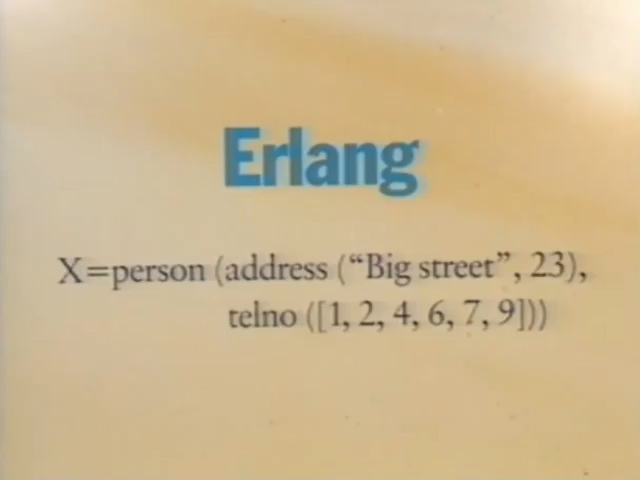 Erlang
X=person (address (“Big street”, 23),
telno ([1, 2, 4, 6, 7, 9]))